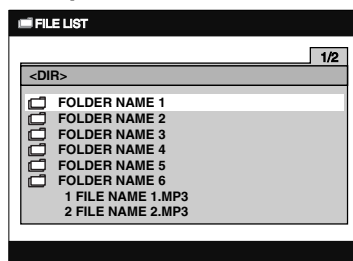 FILE LIST
1/2
<DIR>
FOLDER NAME 1
FOLDER NAME 2
FOLDER NAME 3
FOLDER NAME 4
FOLDER NAME 5
FOLDER NAME 6
1 FILE NAME 1.MP3
2 FILE NAME 2.MP3